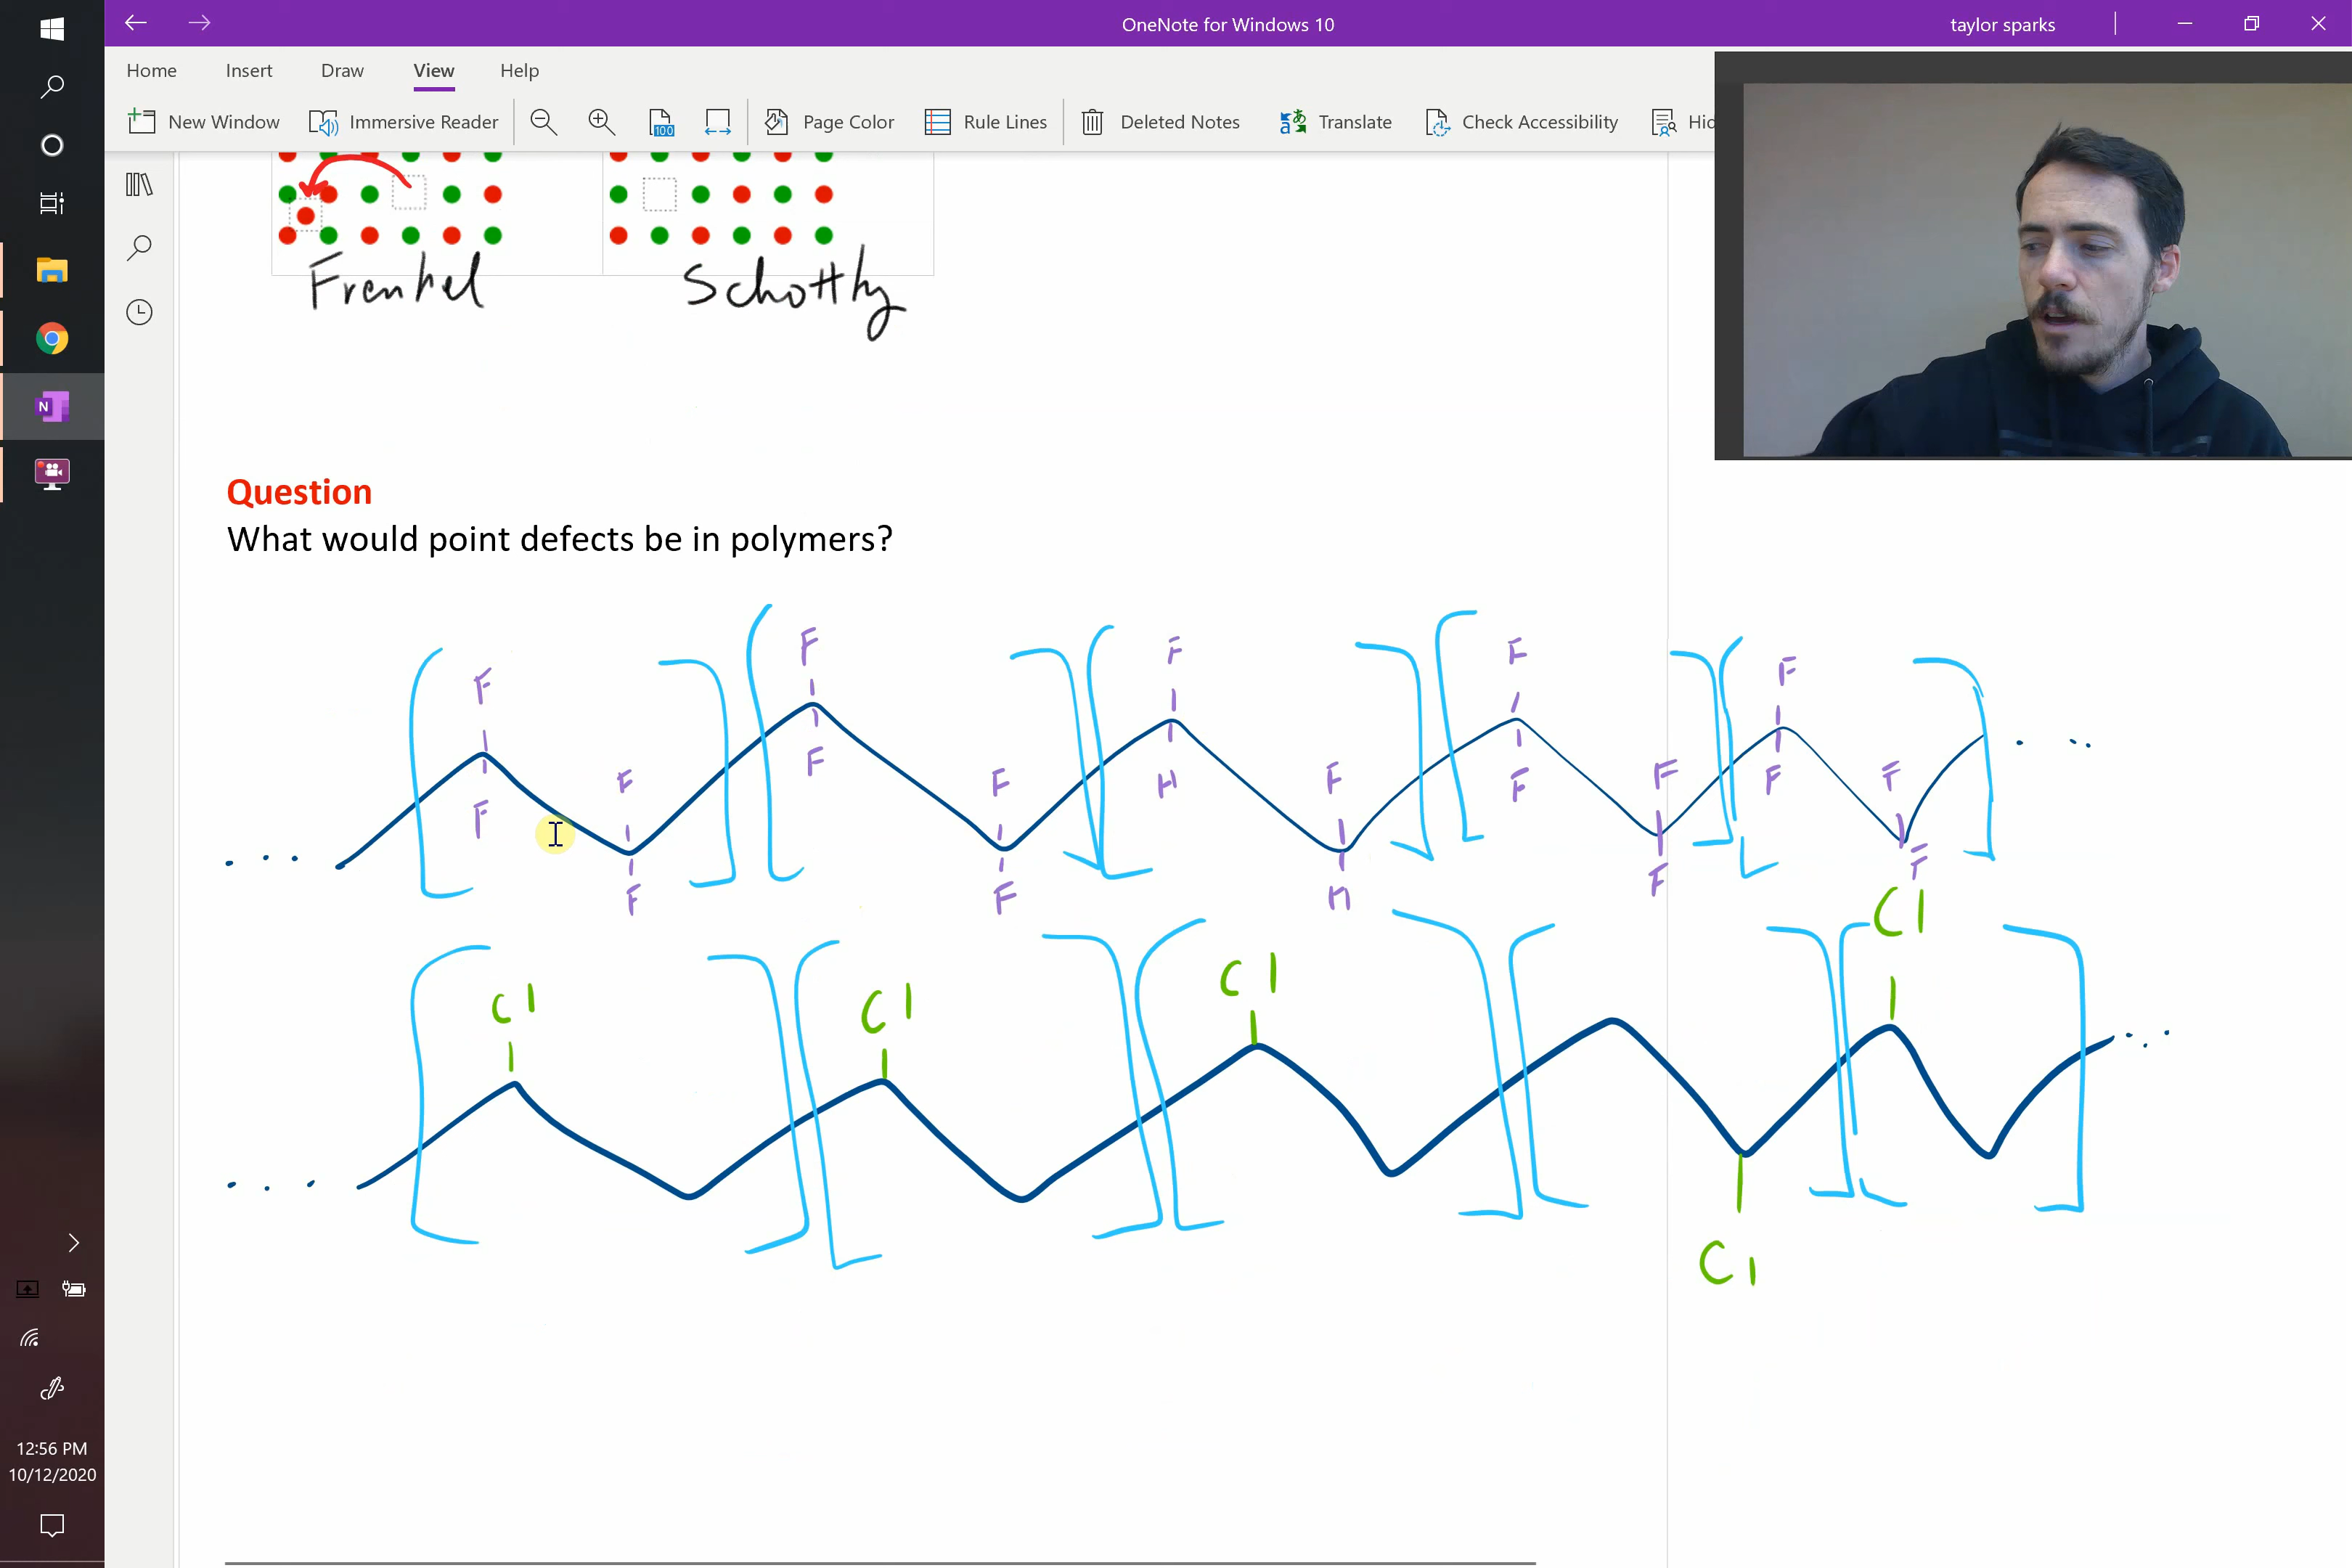 OneNote for Windows 10
taylor sparks
Home Insert Draw View Help
New Window Immersive Reader 100 Page Color Rule Lines Deleted Notes Translate Check Accessibility Hid
N
Frenkel Schottky
Question
What would point defects be in polymers?
F F F F F
F F F F F
F F H F F
F H F F F
Cl
Cl Cl Cl
Cl
12:56 PM
10/12/2020